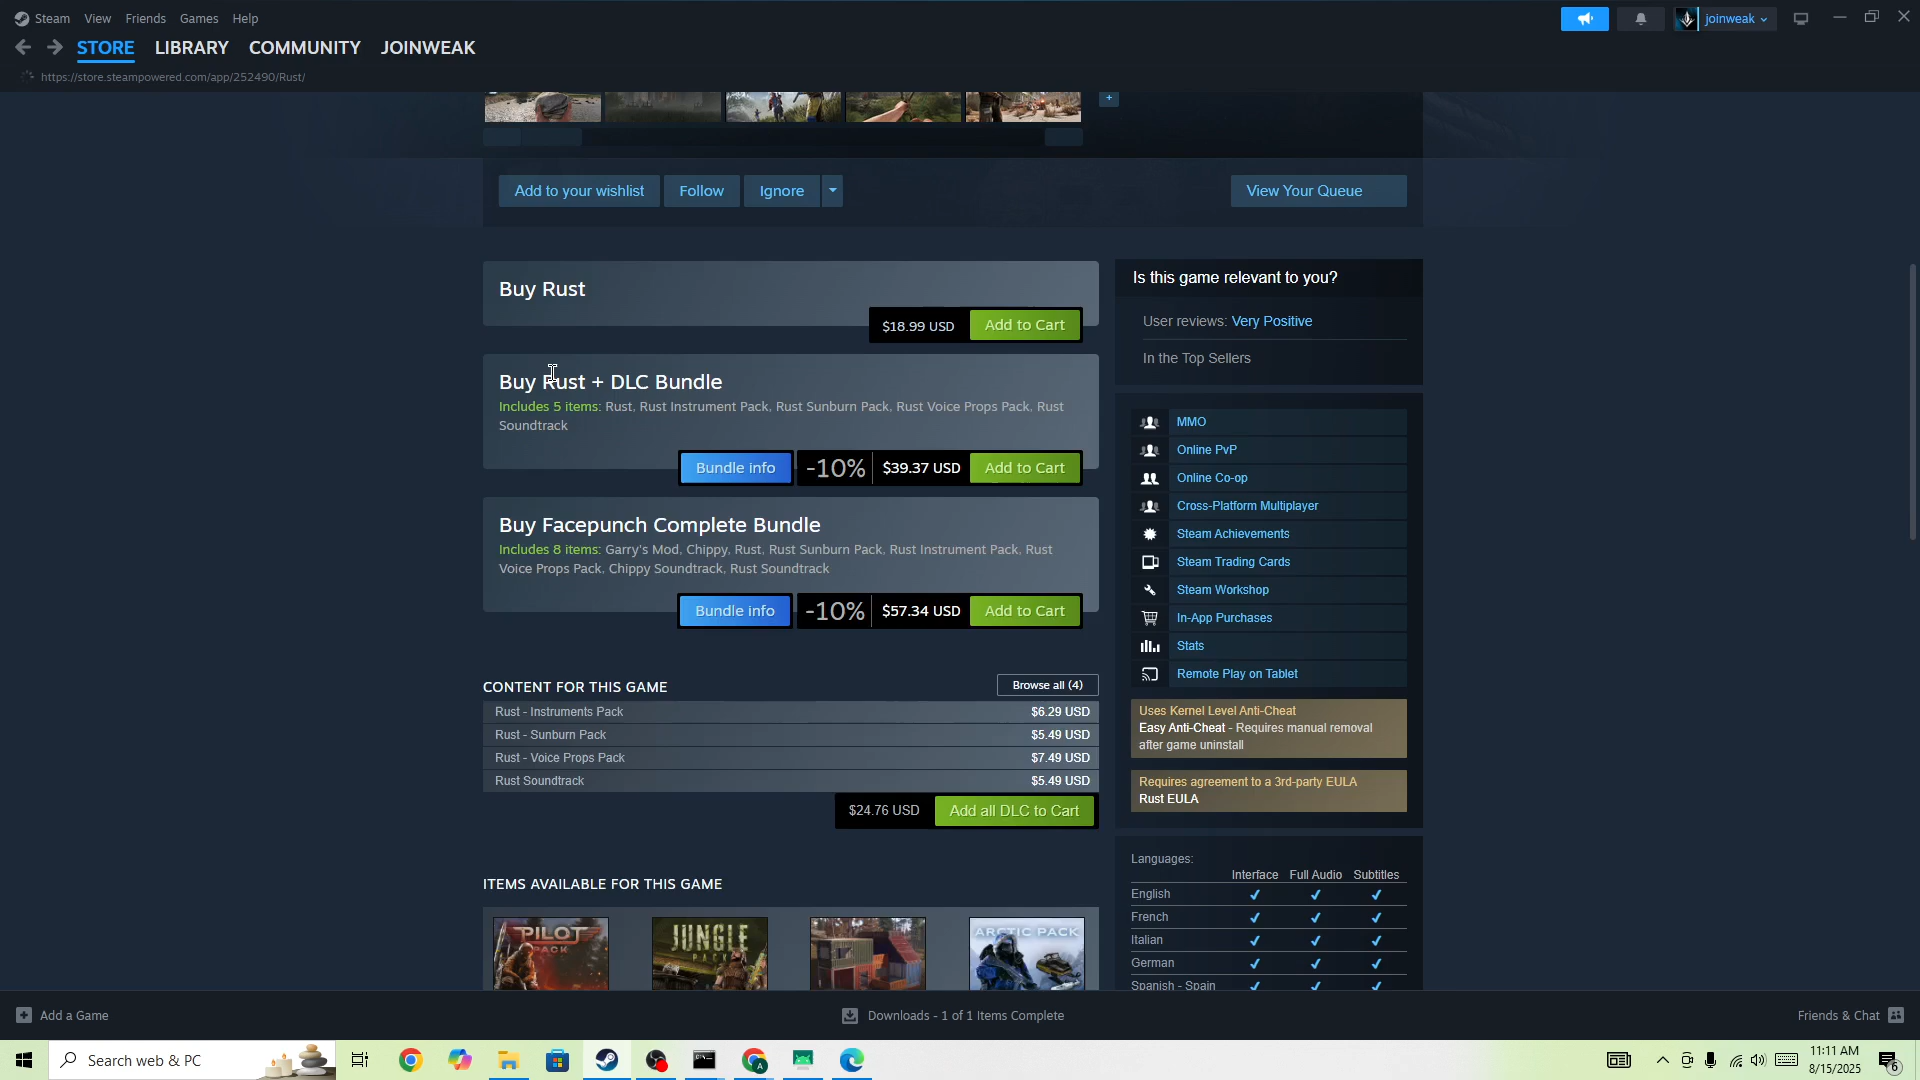 Steam View Friends Games Help
joinweak
STORE LIBRARY COMMUNITY JOINWEAK
https://store.steampowered.com/app/252490/Rust/
+
Add to your wishlist Follow Ignore View Your Queue
Buy Rust
$18.99 USD Add to Cart
Buy Rust + DLC Bundle
Includes 5 items: Rust, Rust Instrument Pack, Rust Sunburn Pack, Rust Voice Props Pack, Rust
Soundtrack
Bundle info -10% $39.37 USD Add to Cart
Buy Facepunch Complete Bundle
Includes 8 items: Garry's Mod, Chippy, Rust, Rust Sunburn Pack, Rust Instrument Pack, Rust
Voice Props Pack, Chippy Soundtrack, Rust Soundtrack
Bundle info -10% $57.34 USD Add to Cart
CONTENT FOR THIS GAME Browse all (4)
Rust - Instruments Pack $6.29 USD
Rust - Sunburn Pack $5.49 USD
Rust - Voice Props Pack $7.49 USD
Rust Soundtrack $5.49 USD
$24.76 USD Add all DLC to Cart
ITEMS AVAILABLE FOR THIS GAME
PILOT
PACK
JUNGLE
PACK
ARCTIC PACK
Is this game relevant to you?
User reviews: Very Positive
In the Top Sellers
MMO
Online PvP
Online Co-op
Cross-Platform Multiplayer
Steam Achievements
Steam Trading Cards
Steam Workshop
In-App Purchases
Stats
Remote Play on Tablet
Uses Kernel Level Anti-Cheat
Easy Anti-Cheat - Requires manual removal
after game uninstall
Requires agreement to a 3rd-party EULA
Rust EULA
Languages:
Interface Full Audio Subtitles
English
French
Italian
German
Spanish - Spain
Add a Game Downloads - 1 of 1 Items Complete Friends & Chat
Search web & PC
11:11 AM
8/15/2025
6